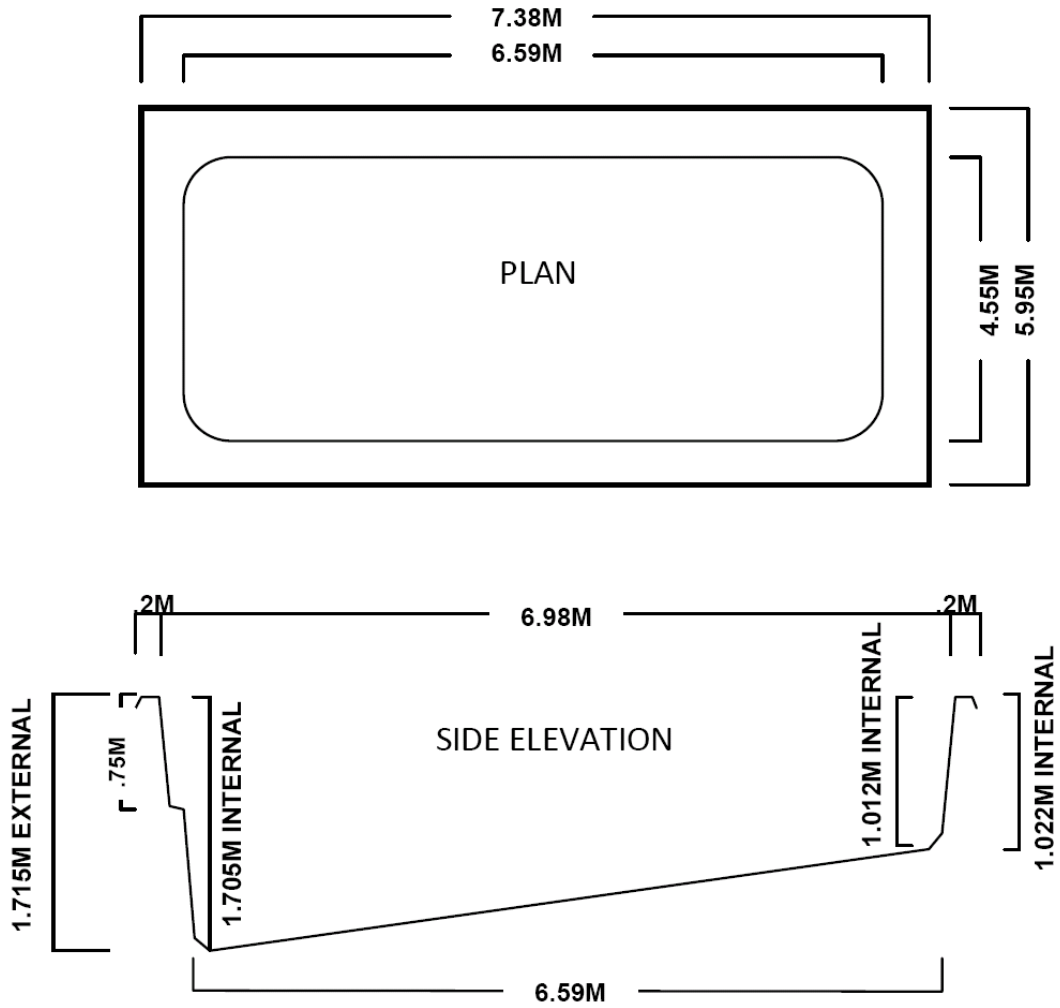 7.38M
6.59M
PLAN
4.55M
5.95M
.2M
6.98M
.2M
1.715M EXTERNAL
.75M
1.705M INTERNAL
SIDE ELEVATION
1.012M INTERNAL
1.022M INTERNAL
6.59M